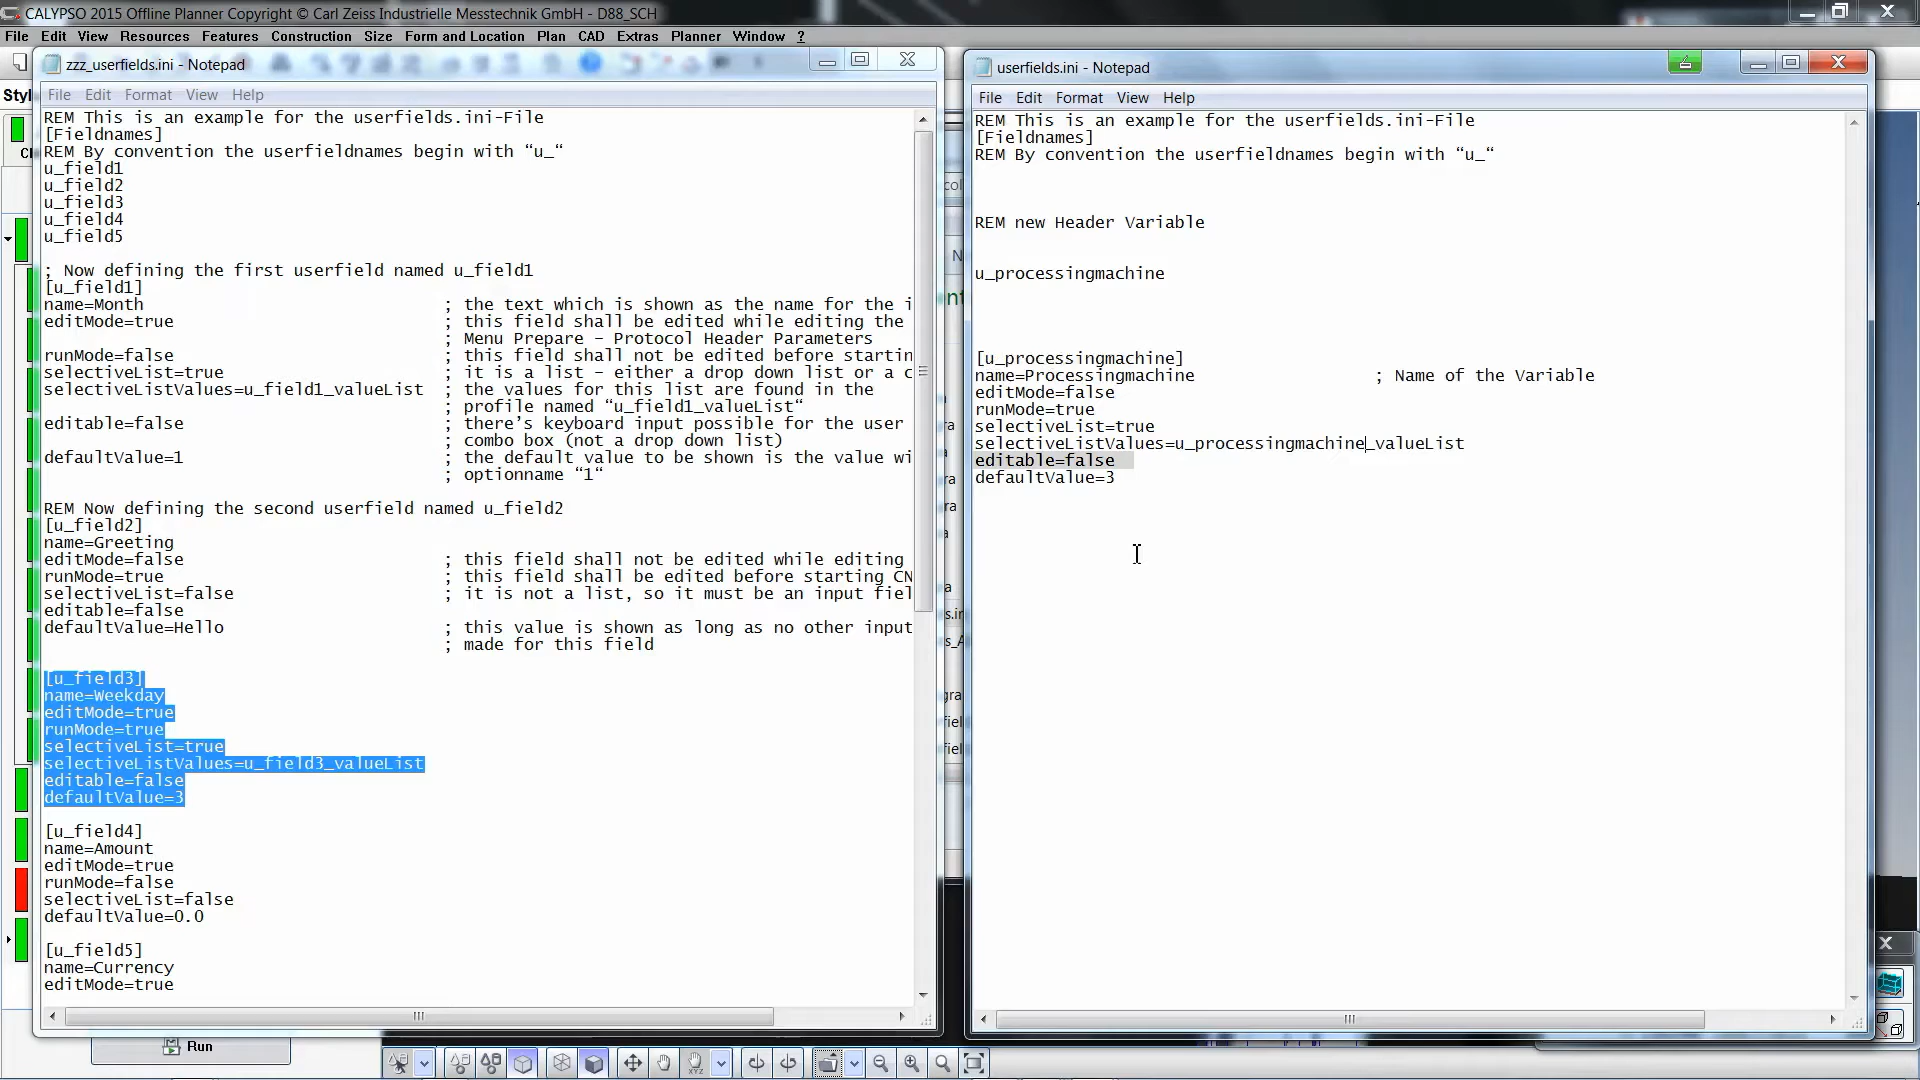 CALYPSO 2015 Offline Planner Copyright © Carl Zeiss Industrielle Messtechnik GmbH - D88_SCH
File Edit View Resources Features Construction Size Form and Location Plan CAD Extras Planner Window ?
zzz_userfields.ini - Notepad
File Edit Format View Help
REM This is an example for the userfields.ini-File
[Fieldnames]
REM By convention the userfieldnames begin with “u_“
u_field1
u_field2
u_field3
u_field4
u_field5
; Now defining the first userfield named u_field1
[u_field1]
name=Month ; the text which is shown as the name for the i
editMode=true ; this field shall be edited while editing the
; Menu Prepare – Protocol Header Parameters
runMode=false ; this field shall not be edited before startin
selectiveList=true ; it is a list – either a drop down list or a c
selectiveListValues=u_field1_valueList ; the values for this list are found in the
; profile named “u_field1_valueList“
editable=false ; there’s keyboard input possible for the user
; combo box (not a drop down list)
defaultValue=1 ; the default value to be shown is the value wi
; optionname “1“
REM Now defining the second userfield named u_field2
[u_field2]
name=Greeting
editMode=false ; this field shall not be edited while editing
runMode=true ; this field shall be edited before starting CN
selectiveList=false ; it is not a list, so it must be an input fiel
editable=false
defaultValue=Hello ; this value is shown as long as no other input
; made for this field
[u_field3]
name=Weekday
editMode=true
runMode=true
selectiveList=true
selectiveListValues=u_field3_valueList
editable=false
defaultValue=3
[u_field4]
name=Amount
editMode=true
runMode=false
selectiveList=false
defaultValue=0.0
[u_field5]
name=Currency
editMode=true
userfields.ini - Notepad
File Edit Format View Help
REM This is an example for the userfields.ini-File
[Fieldnames]
REM By convention the userfieldnames begin with “u_“
REM new Header Variable
u_processingmachine
[u_processingmachine]
name=Processingmachine ; Name of the Variable
editMode=false
runMode=true
selectiveList=true
selectiveListValues=u_processingmachine_valueList
editable=false
defaultValue=3
Styl
Run
XYZ